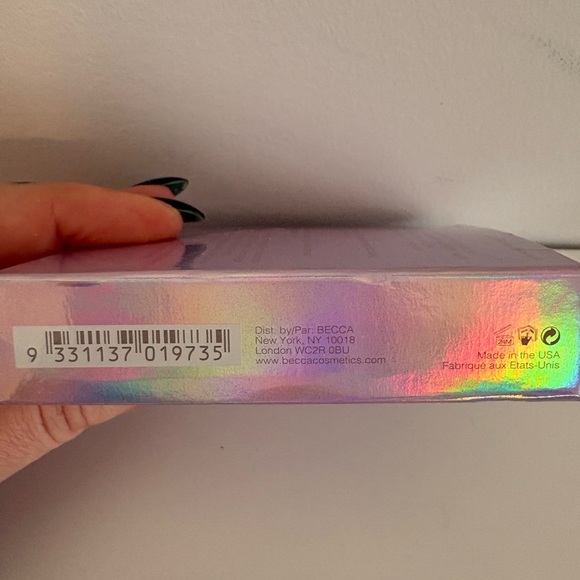 9 331137 019735
Dist. by/Par: BECCA
New York, NY 10018
London WC2R 0BU
www.beccacosmetics.com
24M
Made in the USA
Fabriqué aux Etats-Unis